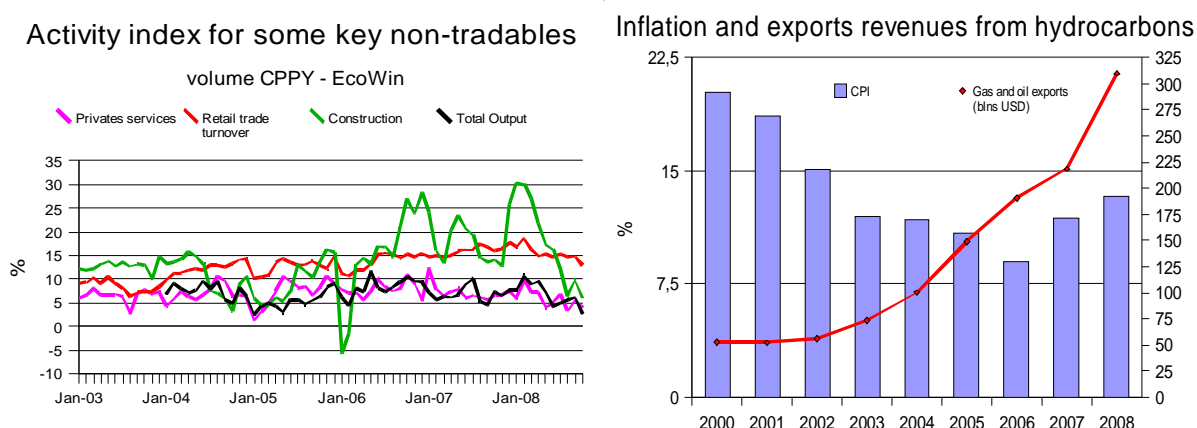 Activity index for some key non-tradables
volume CPPY - EcoWin
Privates services
Retail trade
turnover
Construction
Total Output
35
30
25
20
15
10
5
0
-5
-10
%
Jan-03 Jan-04 Jan-05 Jan-06 Jan-07 Jan-08
Inflation and exports revenues from hydrocarbons
CPI
Gas and oil exports
(blns USD)
22,5
15
7,5
0
%
325
300
275
250
225
200
175
150
125
100
75
50
25
0
2000 2001 2002 2003 2004 2005 2006 2007 2008